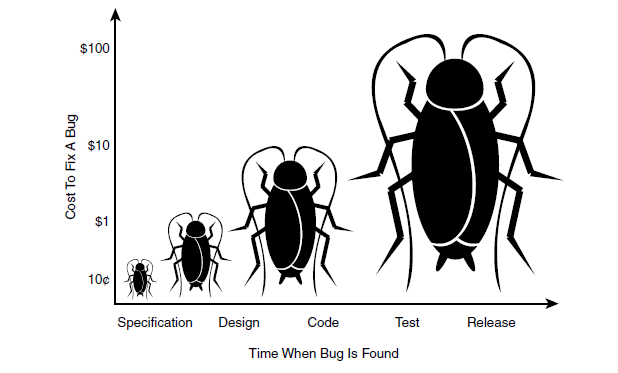 $100
$10
$1
10¢
Cost To Fix A Bug
Specification Design Code Test Release
Time When Bug Is Found